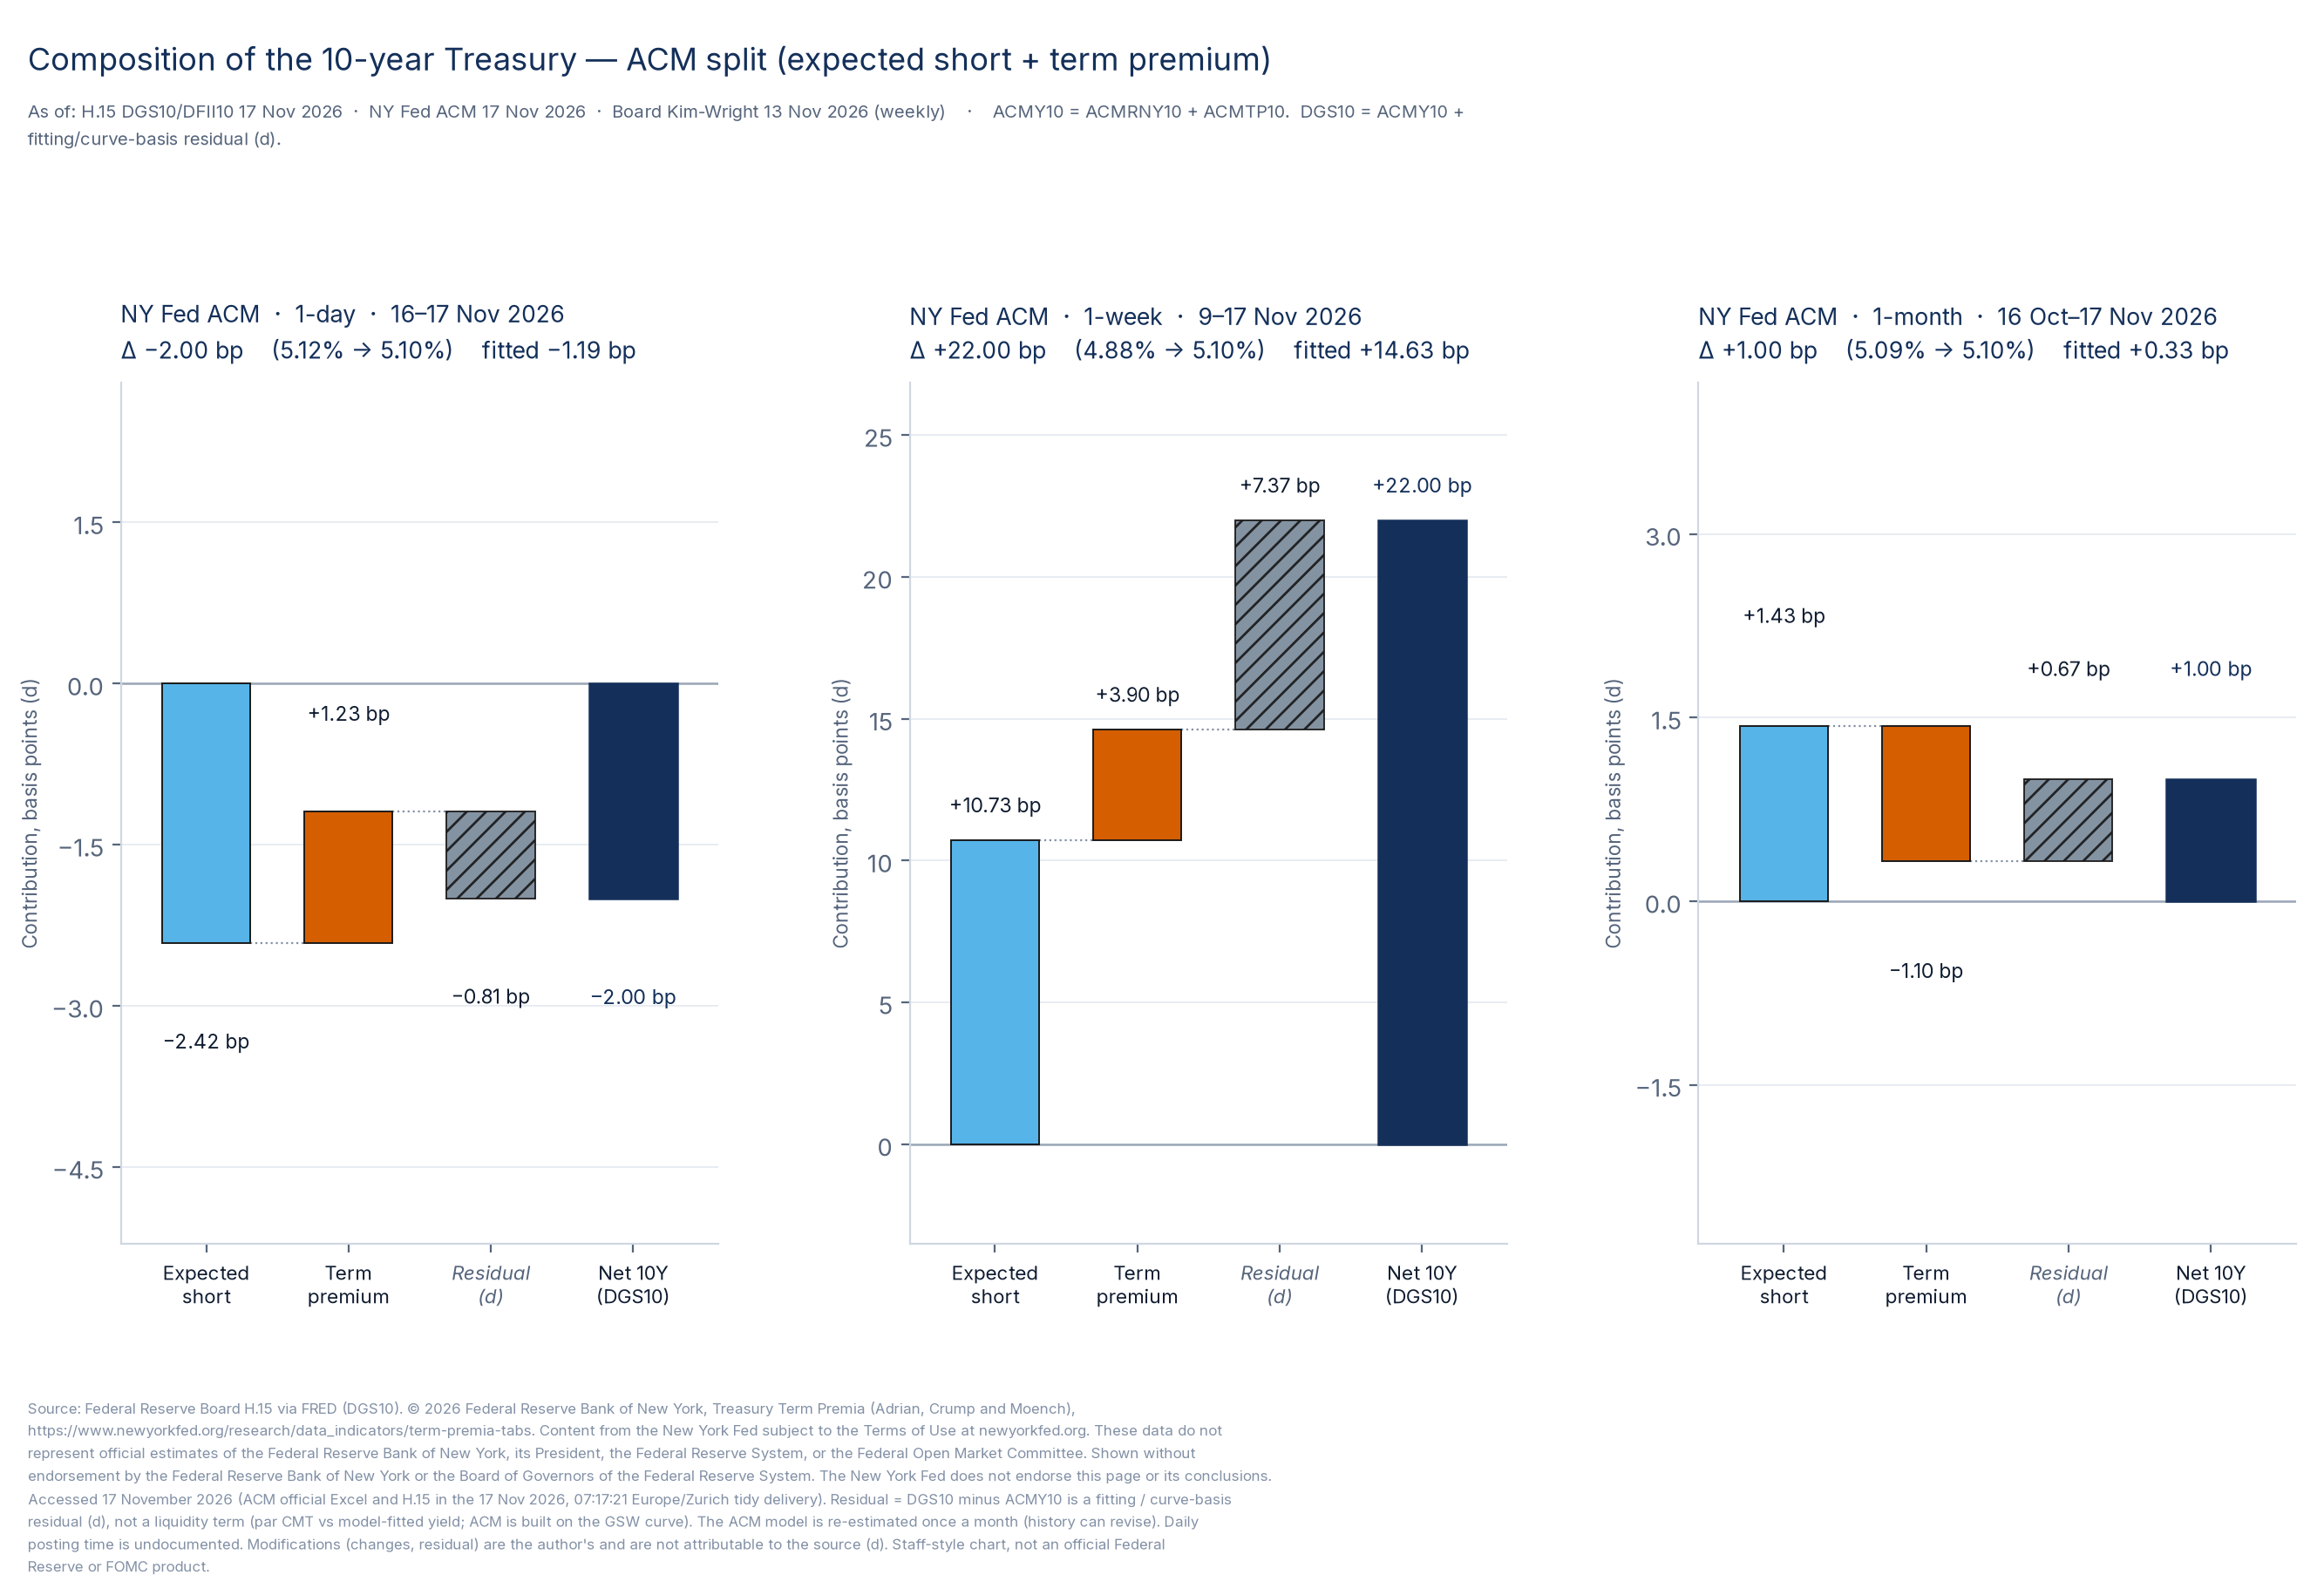 Composition of the 10-year Treasury — ACM split (expected short + term premium)
As of: H.15 DGS10/DFII10 17 Nov 2026 · NY Fed ACM 17 Nov 2026 · Board Kim-Wright 13 Nov 2026 (weekly) · ACMY10 = ACMRNY10 + ACMTP10. DGS10 = ACMY10 +
fitting/curve-basis residual (d).
NY Fed ACM · 1-day · 16–17 Nov 2026
Δ −2.00 bp (5.12% → 5.10%) fitted −1.19 bp
Contribution, basis points (d)
1.5
0.0
−1.5
−3.0
−4.5
−2.42 bp
+1.23 bp
−0.81 bp
−2.00 bp
Expected
short
Term
premium
Residual
(d)
Net 10Y
(DGS10)
NY Fed ACM · 1-week · 9–17 Nov 2026
Δ +22.00 bp (4.88% → 5.10%) fitted +14.63 bp
Contribution, basis points (d)
25
20
15
10
5
0
+10.73 bp
+3.90 bp
+7.37 bp
+22.00 bp
Expected
short
Term
premium
Residual
(d)
Net 10Y
(DGS10)
NY Fed ACM · 1-month · 16 Oct–17 Nov 2026
Δ +1.00 bp (5.09% → 5.10%) fitted +0.33 bp
Contribution, basis points (d)
3.0
1.5
0.0
−1.5
+1.43 bp
−1.10 bp
+0.67 bp
+1.00 bp
Expected
short
Term
premium
Residual
(d)
Net 10Y
(DGS10)
Source: Federal Reserve Board H.15 via FRED (DGS10). © 2026 Federal Reserve Bank of New York, Treasury Term Premia (Adrian, Crump and Moench),
https://www.newyorkfed.org/research/data_indicators/term-premia-tabs. Content from the New York Fed subject to the Terms of Use at newyorkfed.org. These data do not
represent official estimates of the Federal Reserve Bank of New York, its President, the Federal Reserve System, or the Federal Open Market Committee. Shown without
endorsement by the Federal Reserve Bank of New York or the Board of Governors of the Federal Reserve System. The New York Fed does not endorse this page or its conclusions.
Accessed 17 November 2026 (ACM official Excel and H.15 in the 17 Nov 2026, 07:17:21 Europe/Zurich tidy delivery). Residual = DGS10 minus ACMY10 is a fitting / curve-basis
residual (d), not a liquidity term (par CMT vs model-fitted yield; ACM is built on the GSW curve). The ACM model is re-estimated once a month (history can revise). Daily
posting time is undocumented. Modifications (changes, residual) are the author's and are not attributable to the source (d). Staff-style chart, not an official Federal
Reserve or FOMC product.